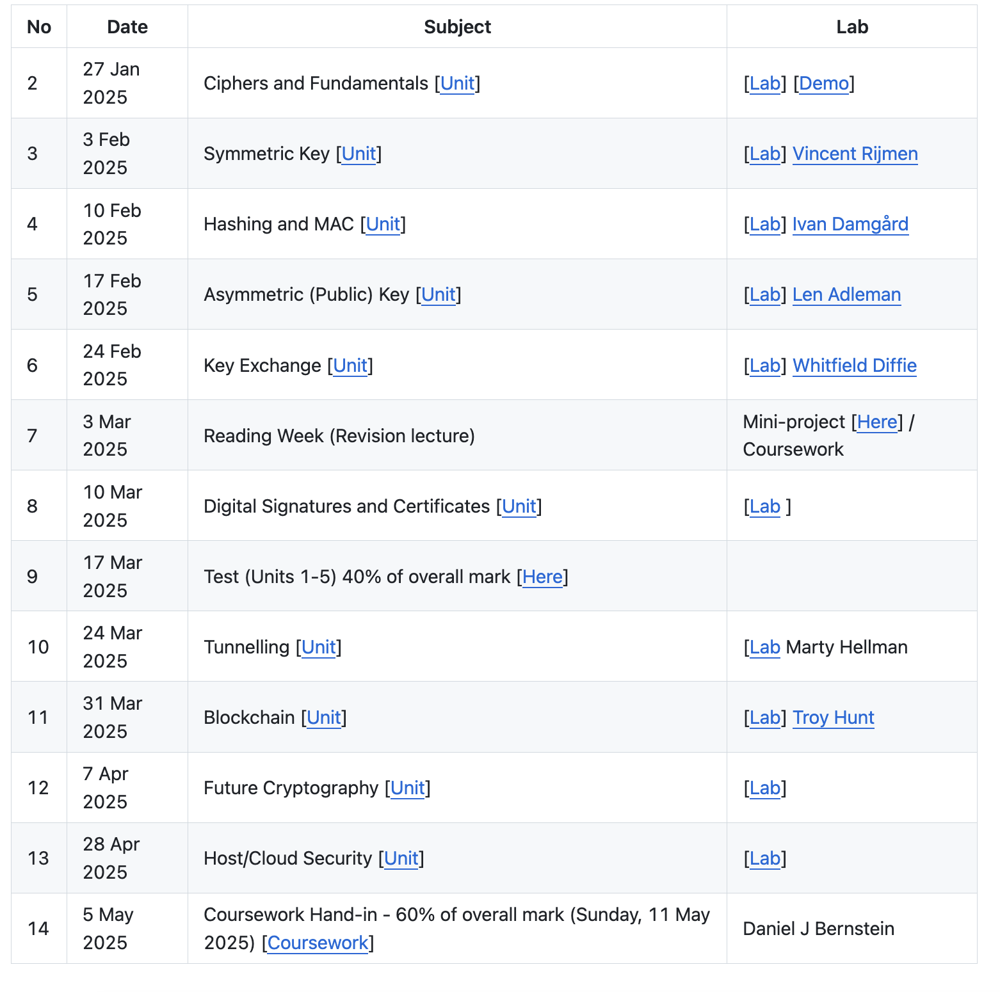 No Date Subject Lab
2 27 Jan 2025 Ciphers and Fundamentals [Unit] [Lab] [Demo]
3 3 Feb 2025 Symmetric Key [Unit] [Lab] Vincent Rijmen
4 10 Feb 2025 Hashing and MAC [Unit] [Lab] Ivan Damgård
5 17 Feb 2025 Asymmetric (Public) Key [Unit] [Lab] Len Adleman
6 24 Feb 2025 Key Exchange [Unit] [Lab] Whitfield Diffie
7 3 Mar 2025 Reading Week (Revision lecture) Mini-project [Here] / Coursework
8 10 Mar 2025 Digital Signatures and Certificates [Unit] [Lab ]
9 17 Mar 2025 Test (Units 1-5) 40% of overall mark [Here]
10 24 Mar 2025 Tunnelling [Unit] [Lab Marty Hellman
11 31 Mar 2025 Blockchain [Unit] [Lab] Troy Hunt
12 7 Apr 2025 Future Cryptography [Unit] [Lab]
13 28 Apr 2025 Host/Cloud Security [Unit] [Lab]
14 5 May 2025 Coursework Hand-in - 60% of overall mark (Sunday, 11 May 2025) [Coursework] Daniel J Bernstein